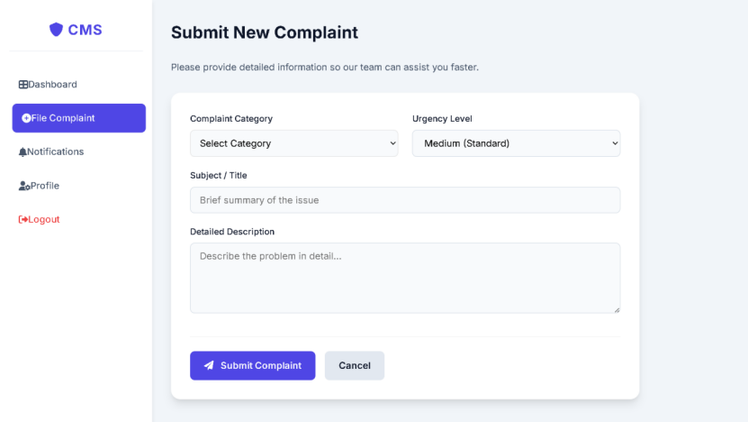 CMS
Dashboard
File Complaint
Notifications
Profile
Logout
Submit New Complaint
Please provide detailed information so our team can assist you faster.
Complaint Category
Urgency Level
Select Category
Medium (Standard)
Subject / Title
Brief summary of the issue
Detailed Description
Describe the problem in detail...
Submit Complaint
Cancel